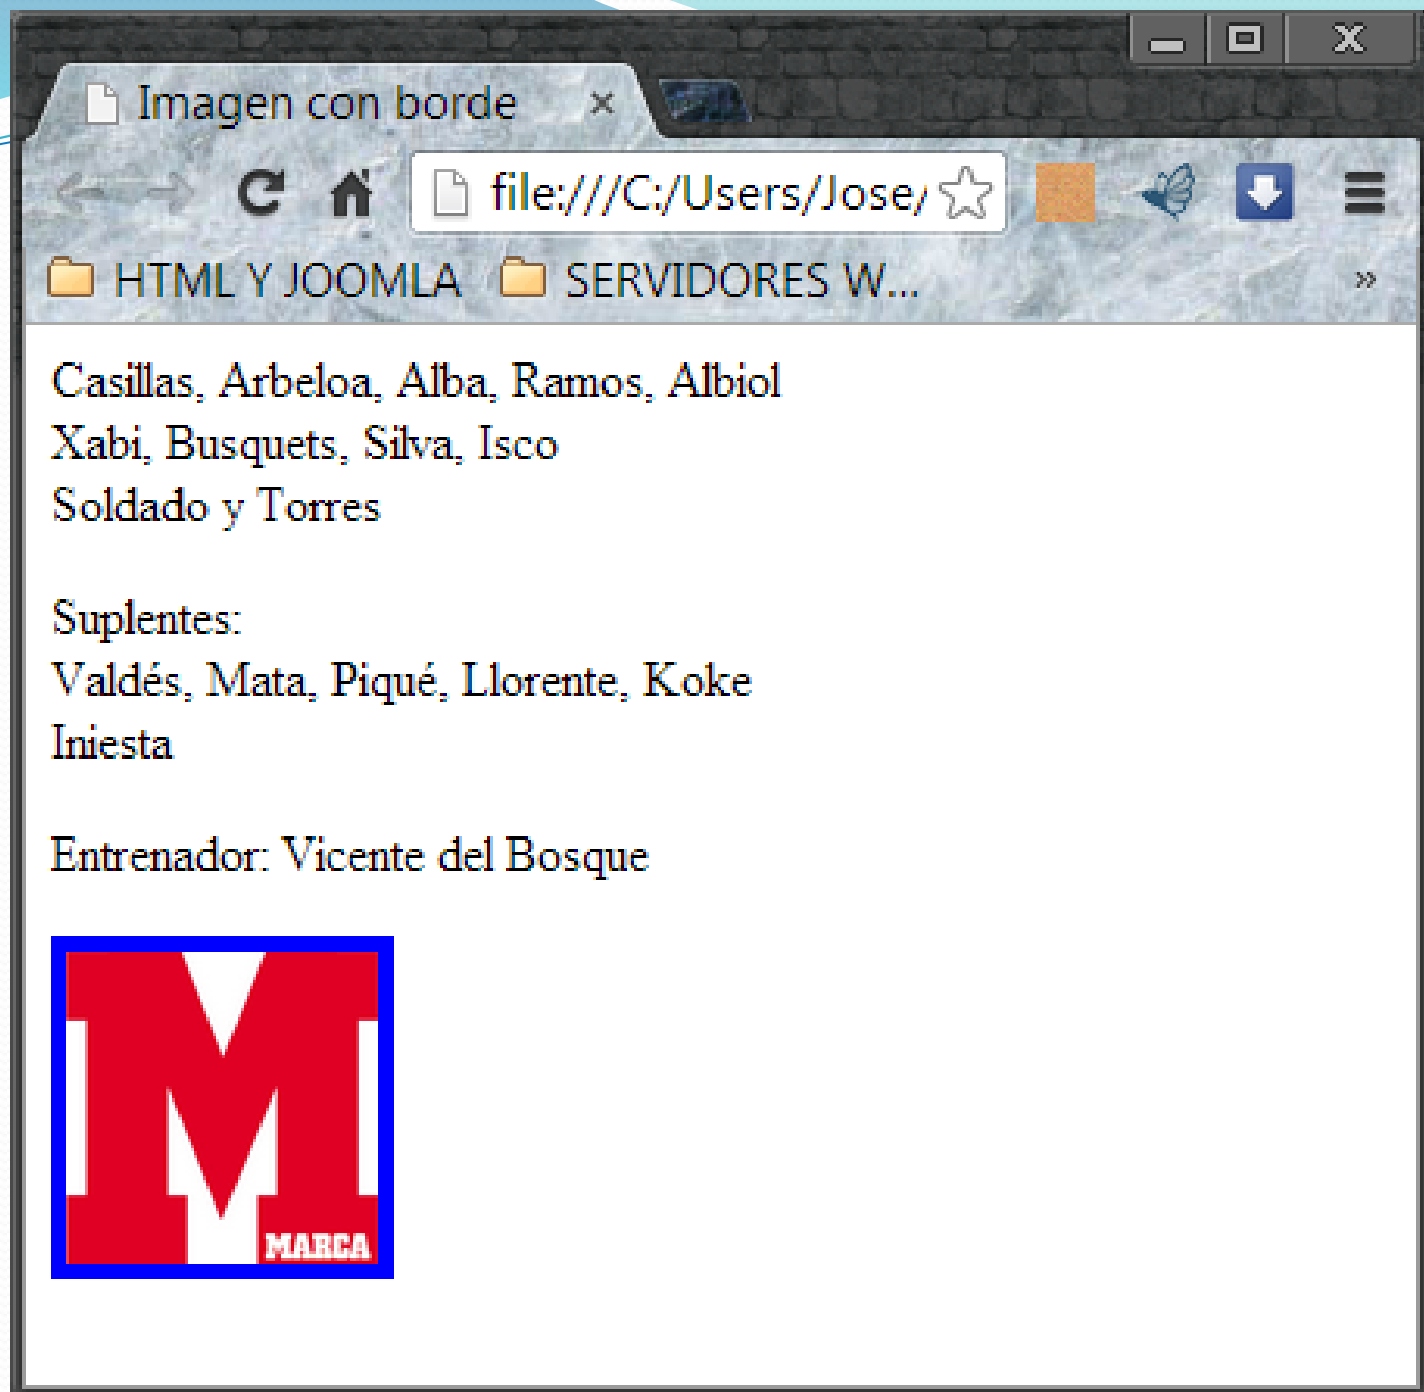 Imagen con borde
file:///C:/Users/Jose/
HTML Y JOOMLA SERVIDORES W...
Casillas, Arbeloa, Alba, Ramos, Albiol
Xabi, Busquets, Silva, Isco
Soldado y Torres
Suplentes:
Valdés, Mata, Piqué, Llorente, Koke
Iniesta
Entrenador: Vicente del Bosque
M
MARCA